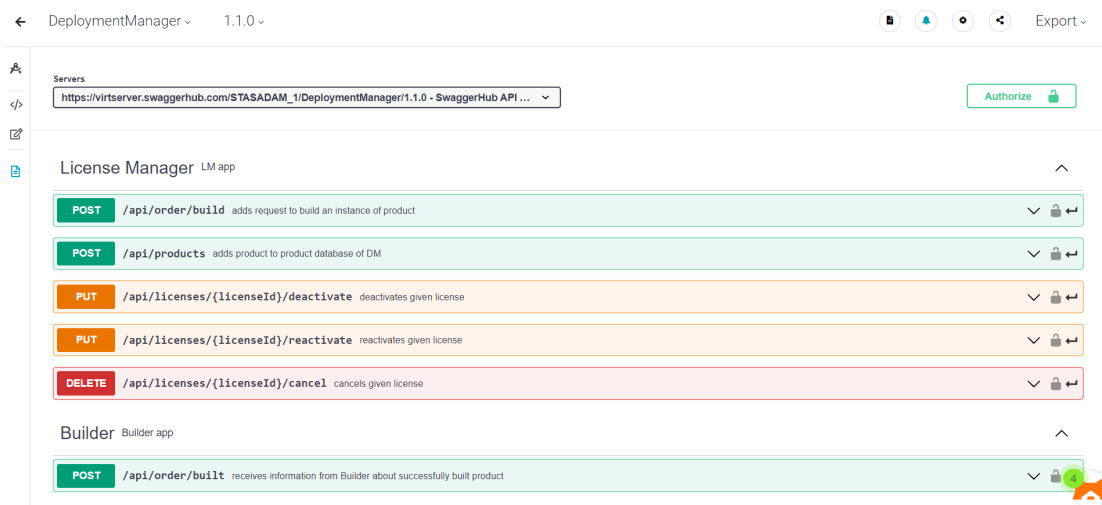 DeploymentManager
1.1.0
Export
Servers
https://virtserver.swaggerhub.com/STASADAM_1/DeploymentManager/1.1.0 - SwaggerHub API ...
Authorize
License Manager LM app
POST /api/order/build adds request to build an instance of product
POST /api/products adds product to product database of DM
PUT /api/licenses/{licenseId}/deactivate deactivates given license
PUT /api/licenses/{licenseId}/reactivate reactivates given license
DELETE /api/licenses/{licenseId}/cancel cancels given license
Builder Builder app
POST /api/order/built receives information from Builder about successfully built product
4